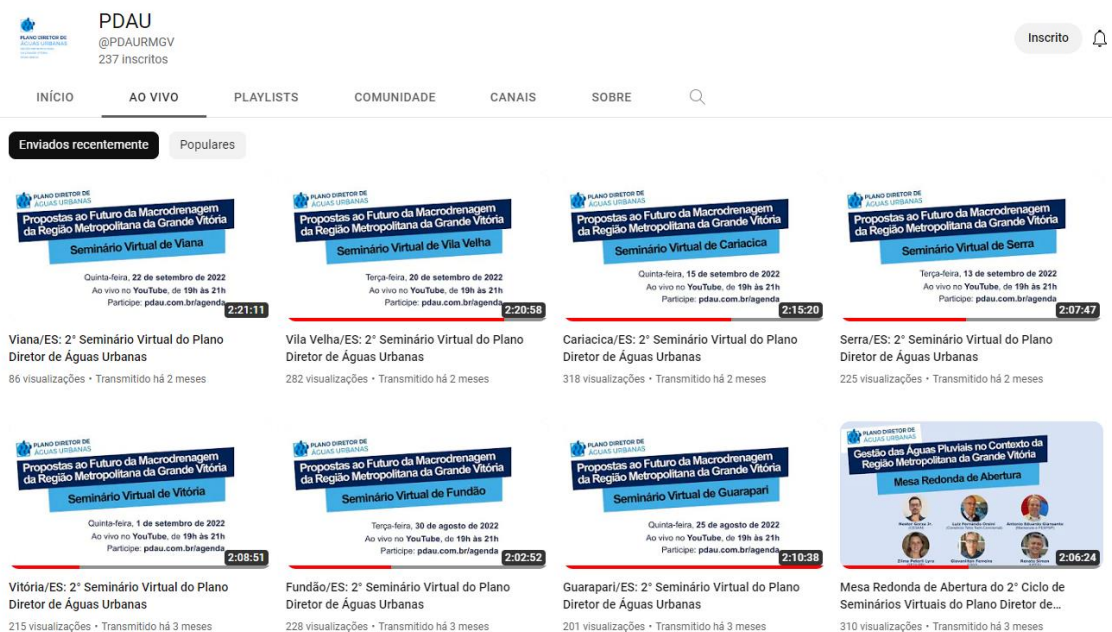 PLANO DIRETOR DE
ÁGUAS URBANAS
PDAU
@PDAURMGV
237 inscritos
Inscrito
INÍCIO
AO VIVO
PLAYLISTS
COMUNIDADE
CANAIS
SOBRE
Enviados recentemente
Populares
PLANO DIRETOR DE
ÁGUAS URBANAS
Propostas ao Futuro da Macrodrenagem
da Região Metropolitana da Grande Vitória
Seminário Virtual de Viana
Quinta-feira, 22 de setembro de 2022
Ao vivo no YouTube, de 19h às 21h
Participe: pdau.com.br/agenda
2:21:11
Viana/ES: 2° Seminário Virtual do Plano
Diretor de Águas Urbanas
86 visualizações • Transmitido há 2 meses
PLANO DIRETOR DE
ÁGUAS URBANAS
Propostas ao Futuro da Macrodrenagem
da Região Metropolitana da Grande Vitória
Seminário Virtual de Vila Velha
Terça-feira, 20 de setembro de 2022
Ao vivo no YouTube, de 19h às 21h
Participe: pdau.com.br/agenda
2:20:58
Vila Velha/ES: 2° Seminário Virtual do Plano
Diretor de Águas Urbanas
282 visualizações • Transmitido há 2 meses
PLANO DIRETOR DE
ÁGUAS URBANAS
Propostas ao Futuro da Macrodrenagem
da Região Metropolitana da Grande Vitória
Seminário Virtual de Cariacica
Quinta-feira, 15 de setembro de 2022
Ao vivo no YouTube, de 19h às 21h
Participe: pdau.com.br/agenda
2:15:20
Cariacica/ES: 2° Seminário Virtual do Plano
Diretor de Águas Urbanas
318 visualizações • Transmitido há 2 meses
PLANO DIRETOR DE
ÁGUAS URBANAS
Propostas ao Futuro da Macrodrenagem
da Região Metropolitana da Grande Vitória
Seminário Virtual de Serra
Terça-feira, 13 de setembro de 2022
Ao vivo no YouTube, de 19h às 21h
Participe: pdau.com.br/agenda
2:07:47
Serra/ES: 2° Seminário Virtual do Plano
Diretor de Águas Urbanas
225 visualizações • Transmitido há 2 meses
PLANO DIRETOR DE
ÁGUAS URBANAS
Propostas ao Futuro da Macrodrenagem
da Região Metropolitana da Grande Vitória
Seminário Virtual de Vitória
Quinta-feira, 1 de setembro de 2022
Ao vivo no YouTube, de 19h às 21h
Participe: pdau.com.br/agenda
2:08:51
Vitória/ES: 2° Seminário Virtual do Plano
Diretor de Águas Urbanas
215 visualizações • Transmitido há 3 meses
PLANO DIRETOR DE
ÁGUAS URBANAS
Propostas ao Futuro da Macrodrenagem
da Região Metropolitana da Grande Vitória
Seminário Virtual de Fundão
Terça-feira, 30 de agosto de 2022
Ao vivo no YouTube, de 19h às 21h
Participe: pdau.com.br/agenda
2:02:52
Fundão/ES: 2° Seminário Virtual do Plano
Diretor de Águas Urbanas
228 visualizações • Transmitido há 3 meses
PLANO DIRETOR DE
ÁGUAS URBANAS
Propostas ao Futuro da Macrodrenagem
da Região Metropolitana da Grande Vitória
Seminário Virtual de Guarapari
Quinta-feira, 25 de agosto de 2022
Ao vivo no YouTube, de 19h às 21h
Participe: pdau.com.br/agenda
2:10:38
Guarapari/ES: 2° Seminário Virtual do Plano
Diretor de Águas Urbanas
201 visualizações • Transmitido há 3 meses
PLANO DIRETOR DE
ÁGUAS URBANAS
Gestão das Águas Pluviais no Contexto da
Região Metropolitana da Grande Vitória
Mesa Redonda de Abertura
2:06:24
Mesa Redonda de Abertura do 2° Ciclo de
Seminários Virtuais do Plano Diretor de...
310 visualizações • Transmitido há 3 meses